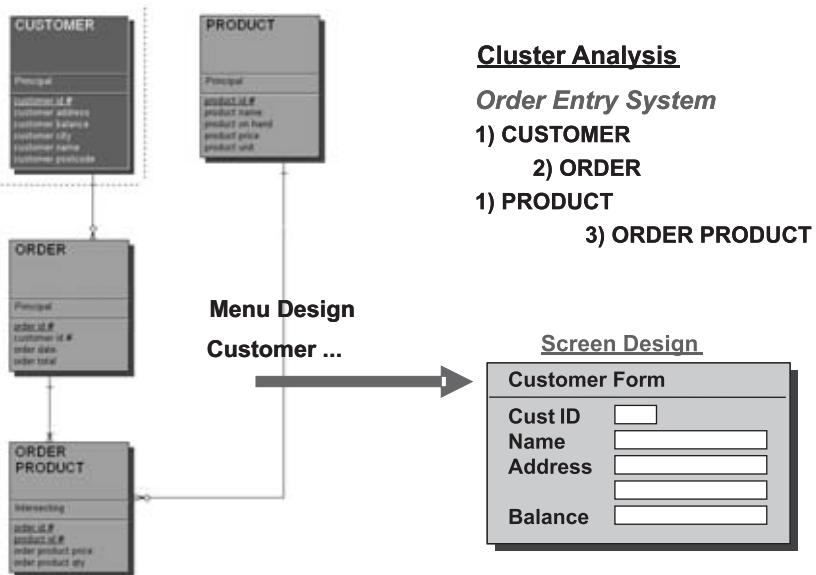 CUSTOMER
Principal
customer id #
customer address
customer balance
customer city
customer name
customer postcode
PRODUCT
Principal
product id #
product name
product on hand
product price
product unit
ORDER
Principal
order id #
customer id #
order date
order total
ORDER
PRODUCT
Intersecting
order id #
product id #
order product price
order product qty
Menu Design
Customer ...
Cluster Analysis
Order Entry System
1) CUSTOMER
2) ORDER
1) PRODUCT
3) ORDER PRODUCT
Screen Design
Customer Form
Cust ID
Name
Address
Balance